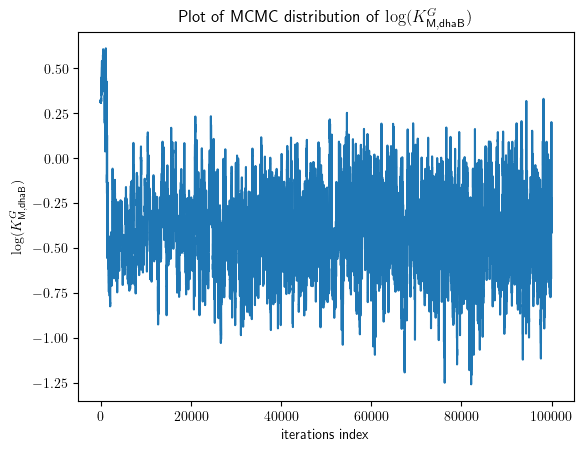 Plot of MCMC distribution of log(K^G_M,dhaB)
log(K^G_M,dhaB)
0.50
0.25
0.00
−0.25
−0.50
−0.75
−1.00
−1.25
0 20000 40000 60000 80000 100000
iterations index